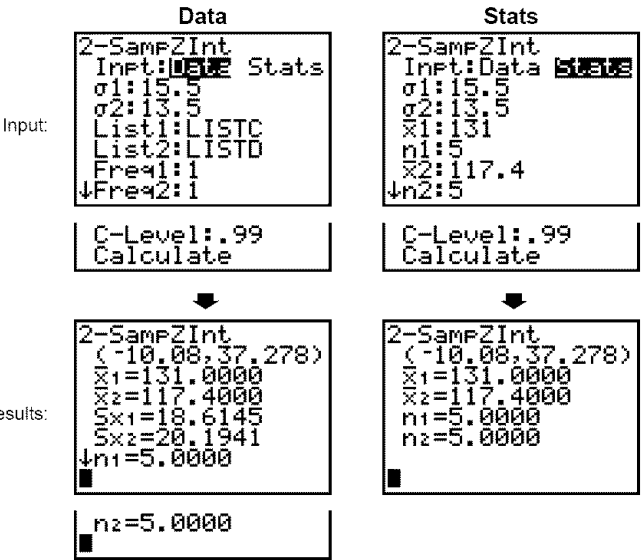 Data
2-SampZInt
Inpt:Data Stats
σ1:15.5
σ2:13.5
List1:LISTC
List2:LISTD
Freq1:1
↓Freq2:1
C-Level:.99
Calculate
Stats
2-SampZInt
Inpt:Data Stats
σ1:15.5
σ2:13.5
x̄1:131
n1:5
x̄2:117.4
↓n2:5
C-Level:.99
Calculate
Input:
2-SampZInt
(-10.08,37.278)
x̄1=131.0000
x̄2=117.4000
Sx1=18.6145
Sx2=20.1941
↓n1=5.0000
n2=5.0000
2-SampZInt
(-10.08,37.278)
x̄1=131.0000
x̄2=117.4000
n1=5.0000
n2=5.0000
esults: